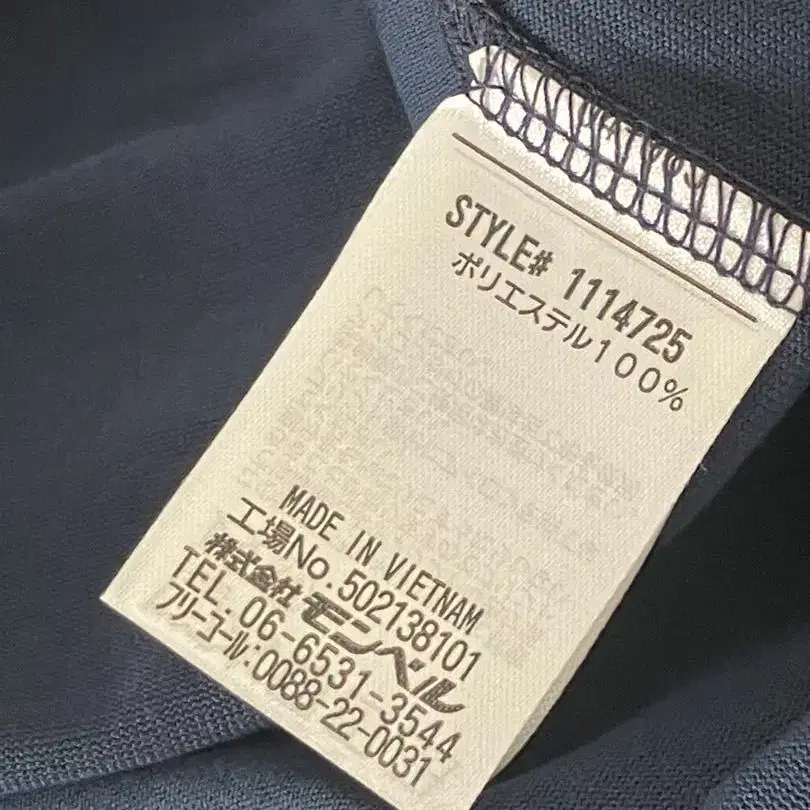 STYLE# 1114725
ポリエステル100%
MADE IN VIETNAM
工場No.502138101
株式会社 モンベル
TEL:06-6531-3544
フリーコール:0088-22-0031